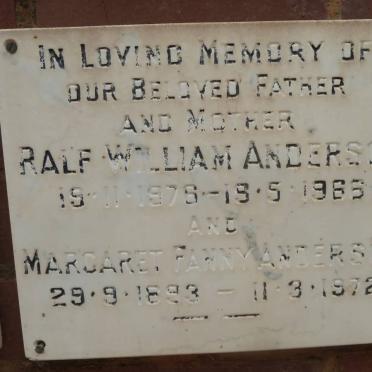 IN LOVING MEMORY OF
OUR BELOVED FATHER
AND MOTHER
RALF WILLIAM ANDERS
19·11·1876–19·5·1966
AND
MARGARET FANNY ANDERS
29·9·1893 – 11·3·1972